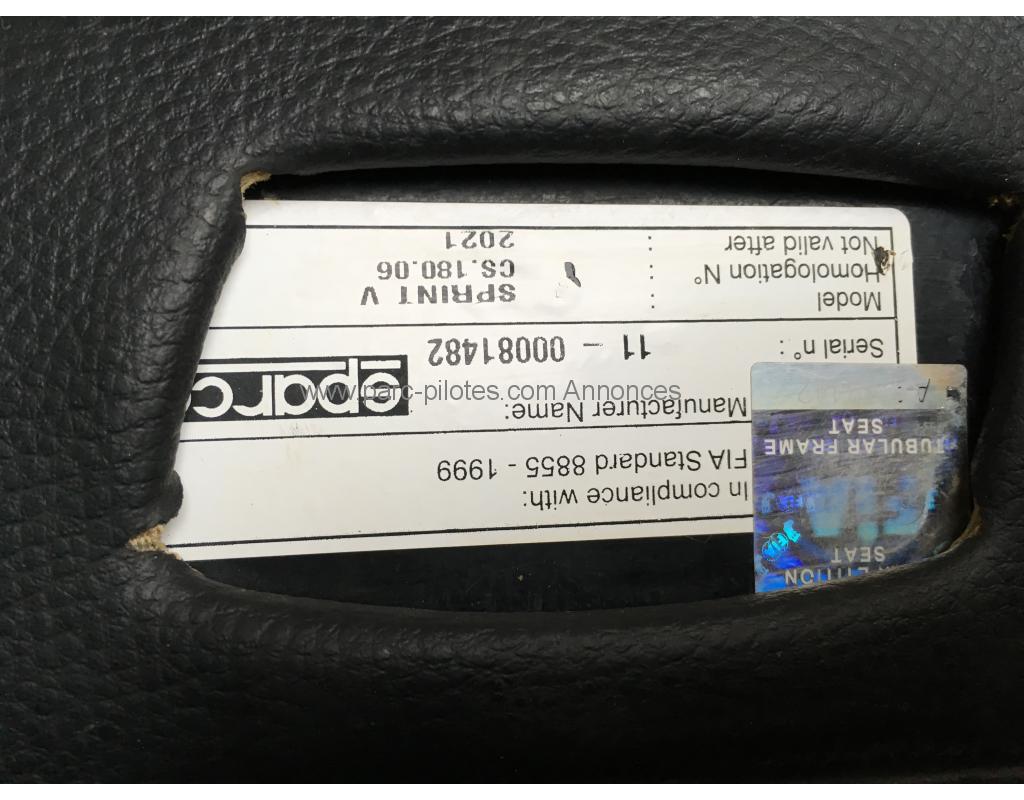 In compliance with:
FIA Standard 8855 - 1999
Manufacturer Name: sparco
Serial n°: 11 - 00081482
Model : SPRINT V
Homologation N° : CS.180.06
Not valid after : 2021
SEAT
TUBULAR FRAME
SEAT
www.parc-pilotes.com Annonces